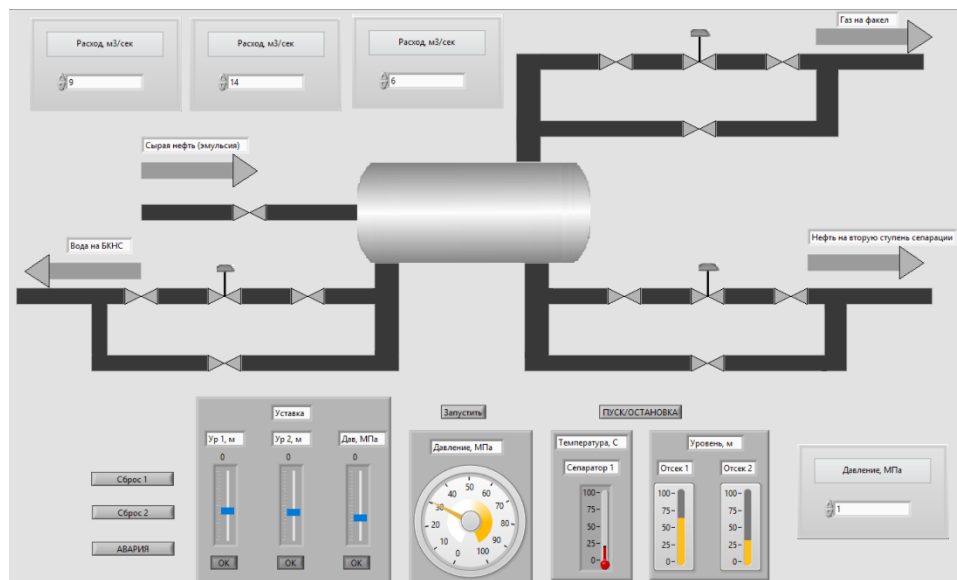 Расход, м3/сек
9
Расход, м3/сек
14
Расход, м3/сек
6
Газ на факел
Сырая нефть (эмульсия)
Вода на БКНС
Нефть на вторую ступень сепарации
Уставка
Ур 1, м
Ур 2, м
Дав, МПа
0
0
0
OK
OK
OK
Сброс 1
Сброс 2
АВАРИЯ
Запустить
Давление, МПа
0
10
20
30
40
50
60
70
80
90
100
ПУСК/ОСТАНОВКА
Температура, С
Сепаратор 1
100
75
50
25
0
Уровень, м
Отсек 1
Отсек 2
100
75
50
25
0
100
75
50
25
0
Давление, МПа
1